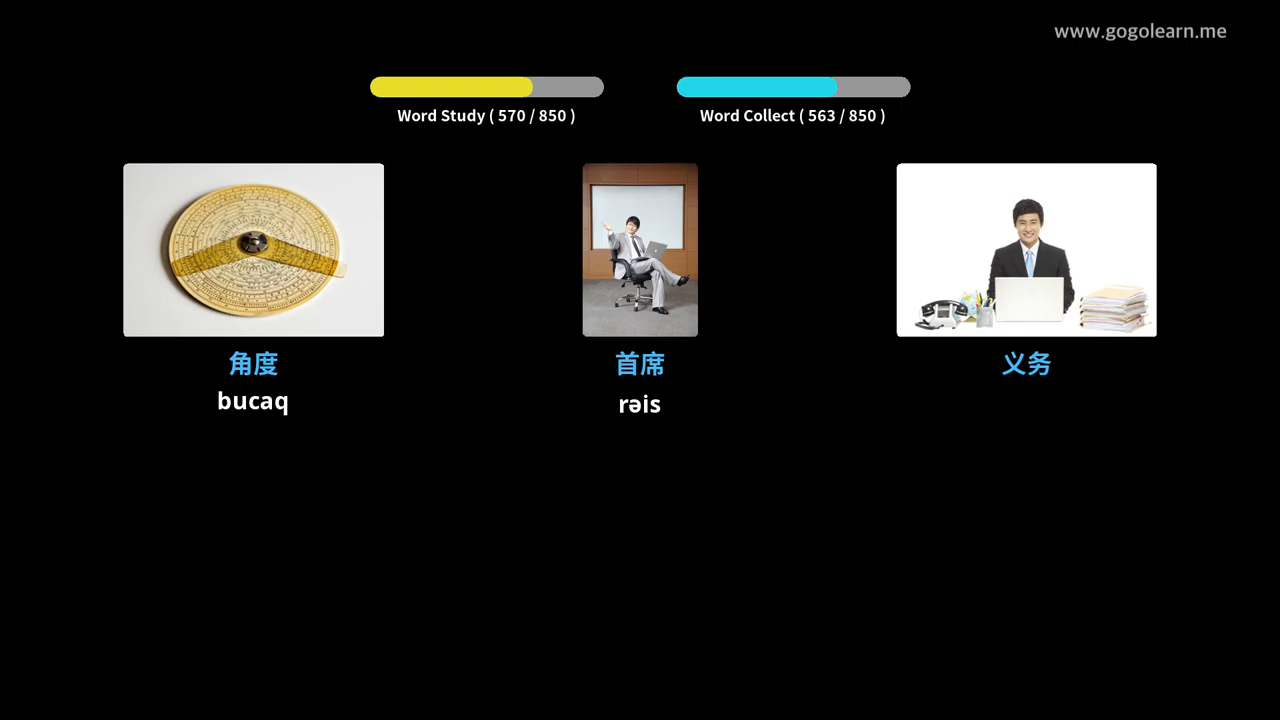 www.gogolearn.me
Word Study ( 570 / 850 )
Word Collect ( 563 / 850 )
角度
首席
义务
bucaq
rəis